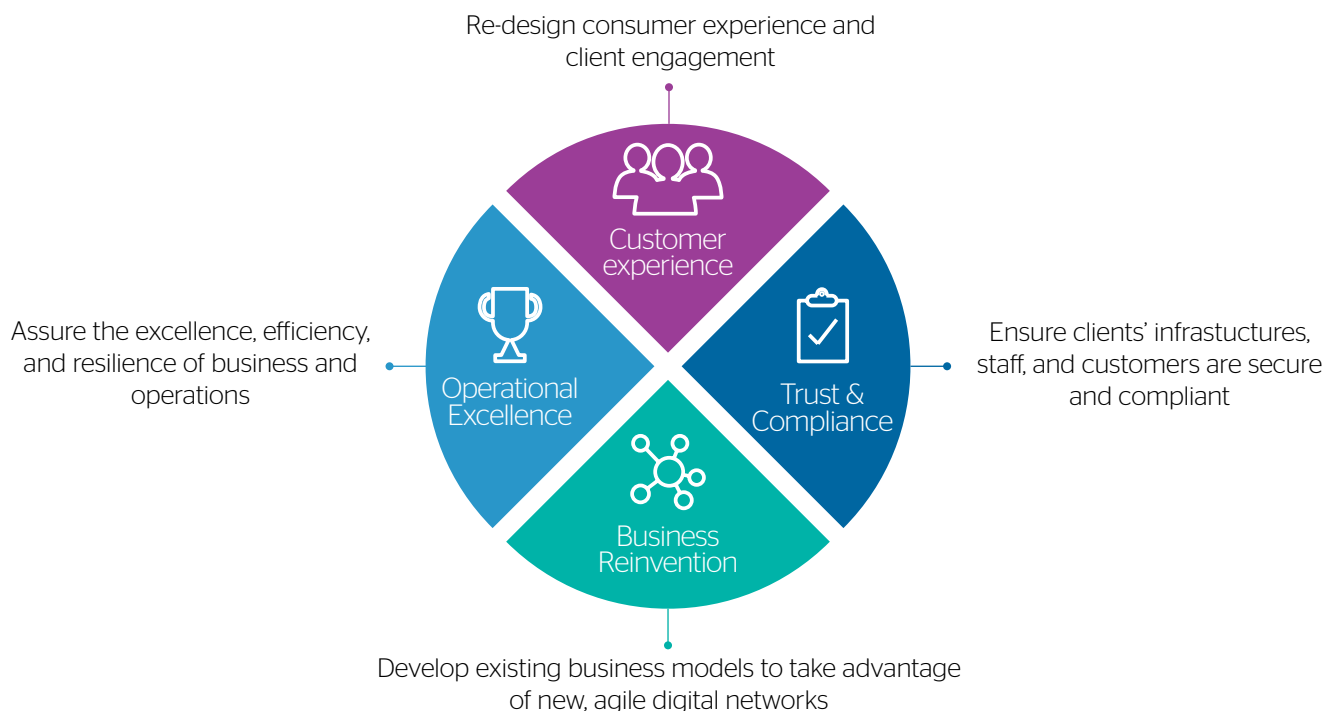 Re-design consumer experience and
client engagement
Customer
experience
Assure the excellence, efficiency,
and resilience of business and
operations
Operational
Excellence
Trust &
Compliance
Ensure clients’ infrastuctures,
staff, and customers are secure
and compliant
Business
Reinvention
Develop existing business models to take advantage
of new, agile digital networks